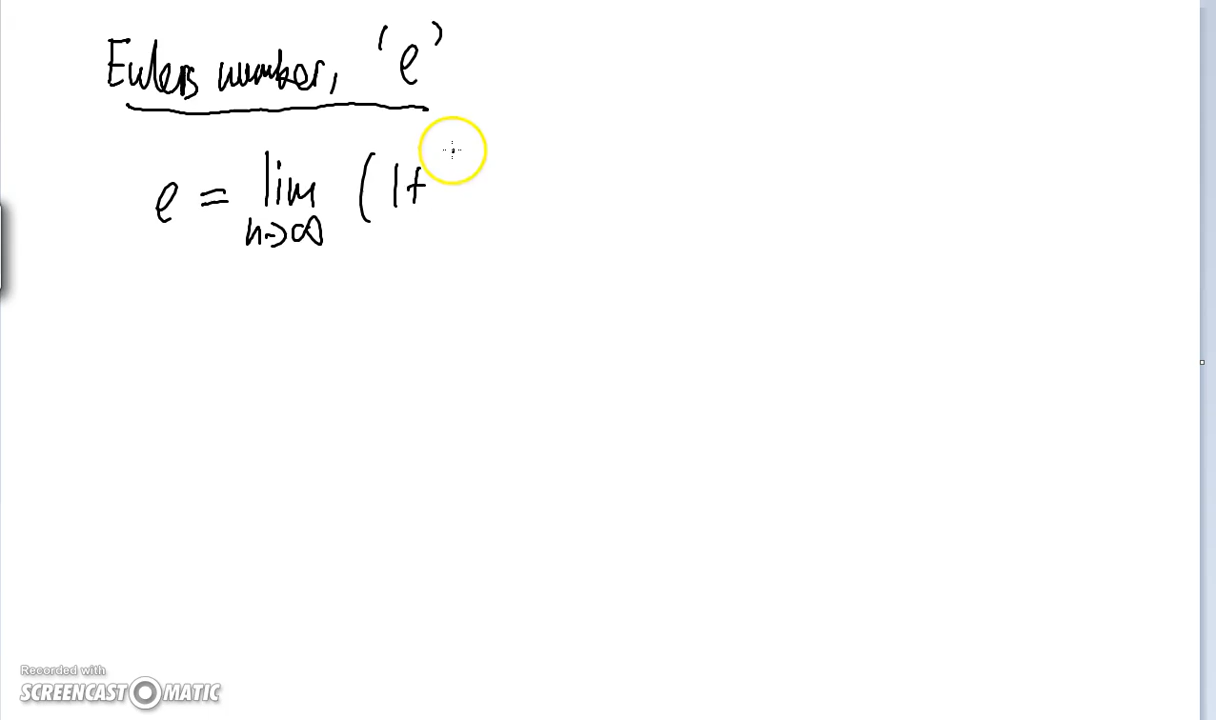 Eulers number, 'e'
e = lim ( 1+
n→∞
Recorded with
SCREENCAST MATIC